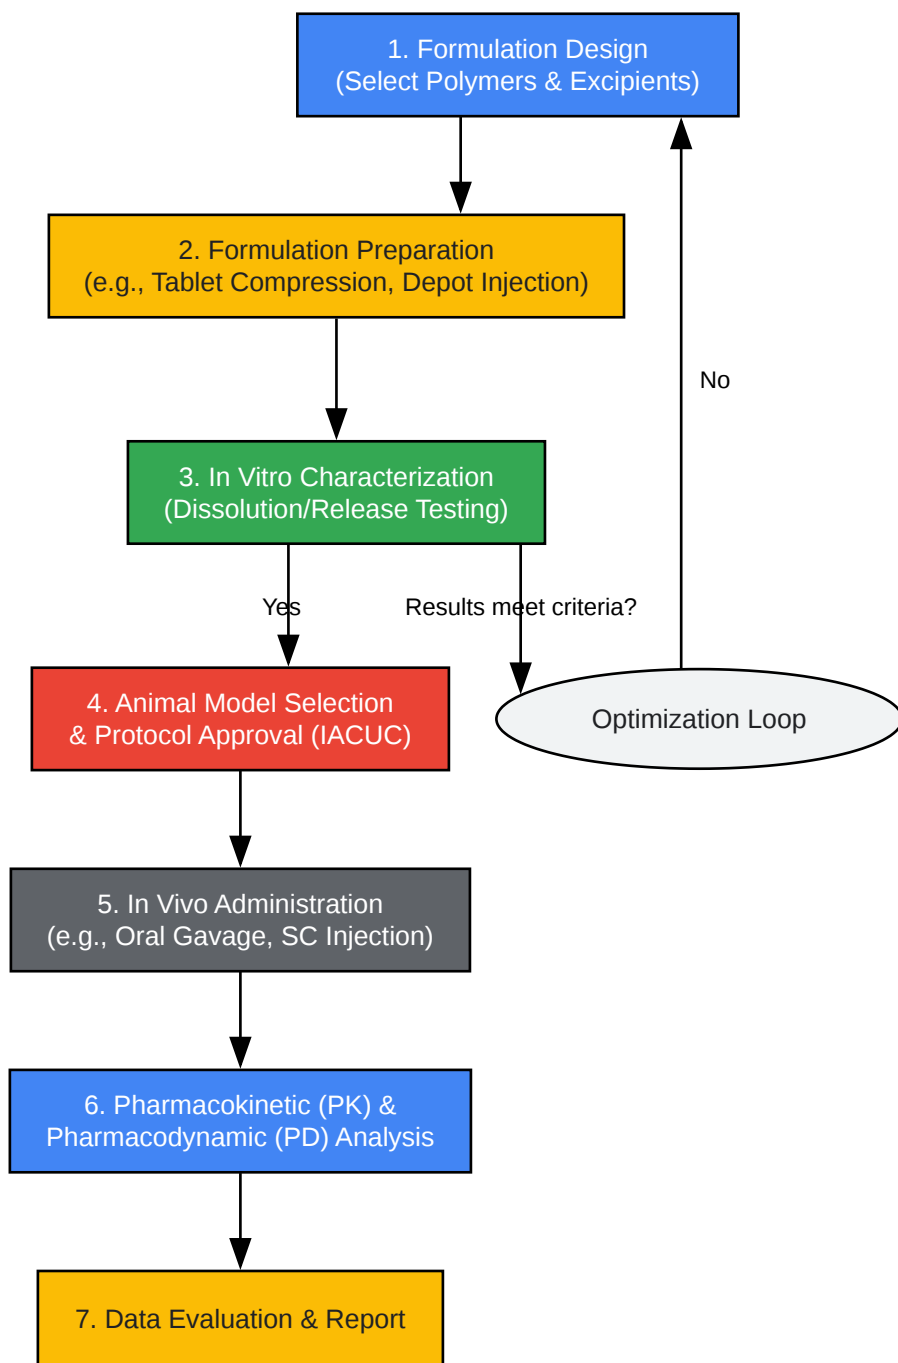 1. Formulation Design
(Select Polymers & Excipients)
2. Formulation Preparation
(e.g., Tablet Compression, Depot Injection)
No
3. In Vitro Characterization
(Dissolution/Release Testing)
Yes
Results meet criteria?
4. Animal Model Selection
& Protocol Approval (IACUC)
Optimization Loop
5. In Vivo Administration
(e.g., Oral Gavage, SC Injection)
6. Pharmacokinetic (PK) &
Pharmacodynamic (PD) Analysis
7. Data Evaluation & Report